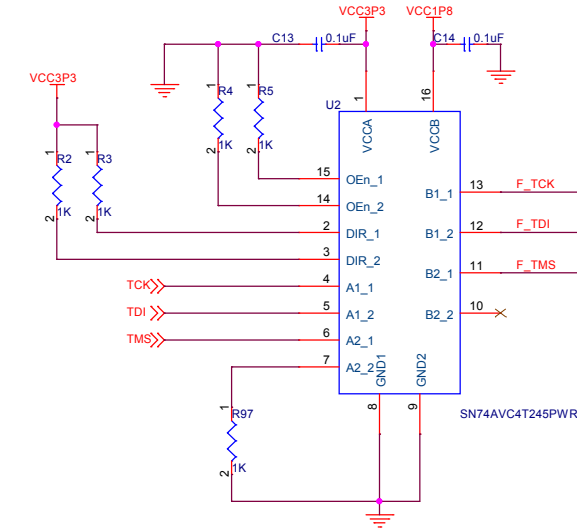 VCC3P3
VCC1P8
C13
0.1uF
C14
0.1uF
VCC3P3
1
R4
1K
2
1
R5
1K
2
U2
1
VCCA
16
VCCB
1
R2
1K
2
1
R3
1K
2
15
OEn_1
14
OEn_2
2
DIR_1
3
DIR_2
TCK
4
A1_1
TDI
5
A1_2
TMS
6
A2_1
7
A2_2
B1_1
13
F_TCK
B1_2
12
F_TDI
B2_1
11
F_TMS
B2_2
10
GND1
8
GND2
9
SN74AVC4T245PWR
1
R97
1K
2